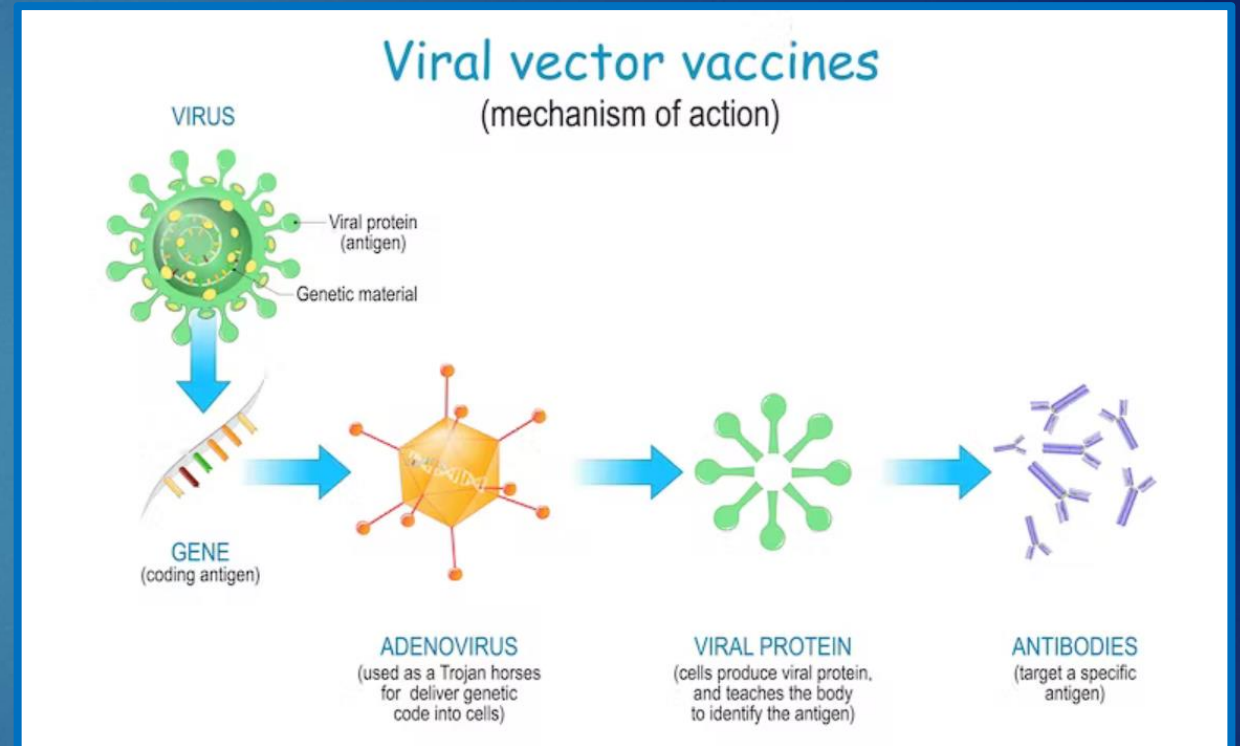 Viral vector vaccines
(mechanism of action)
VIRUS
Viral protein
(antigen)
Genetic material
GENE
(coding antigen)
ADENOVIRUS
(used as a Trojan horses
for deliver genetic
code into cells)
VIRAL PROTEIN
(cells produce viral protein,
and teaches the body
to identify the antigen)
ANTIBODIES
(target a specific
antigen)